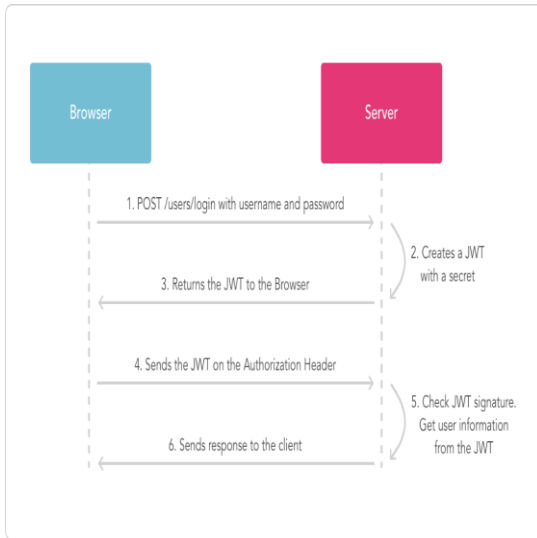 Browser
Server
1. POST /users/login with username and password
2. Creates a JWT
with a secret
3. Returns the JWT to the Browser
4. Sends the JWT on the Authorization Header
5. Check JWT signature.
Get user information
from the JWT
6. Sends response to the client